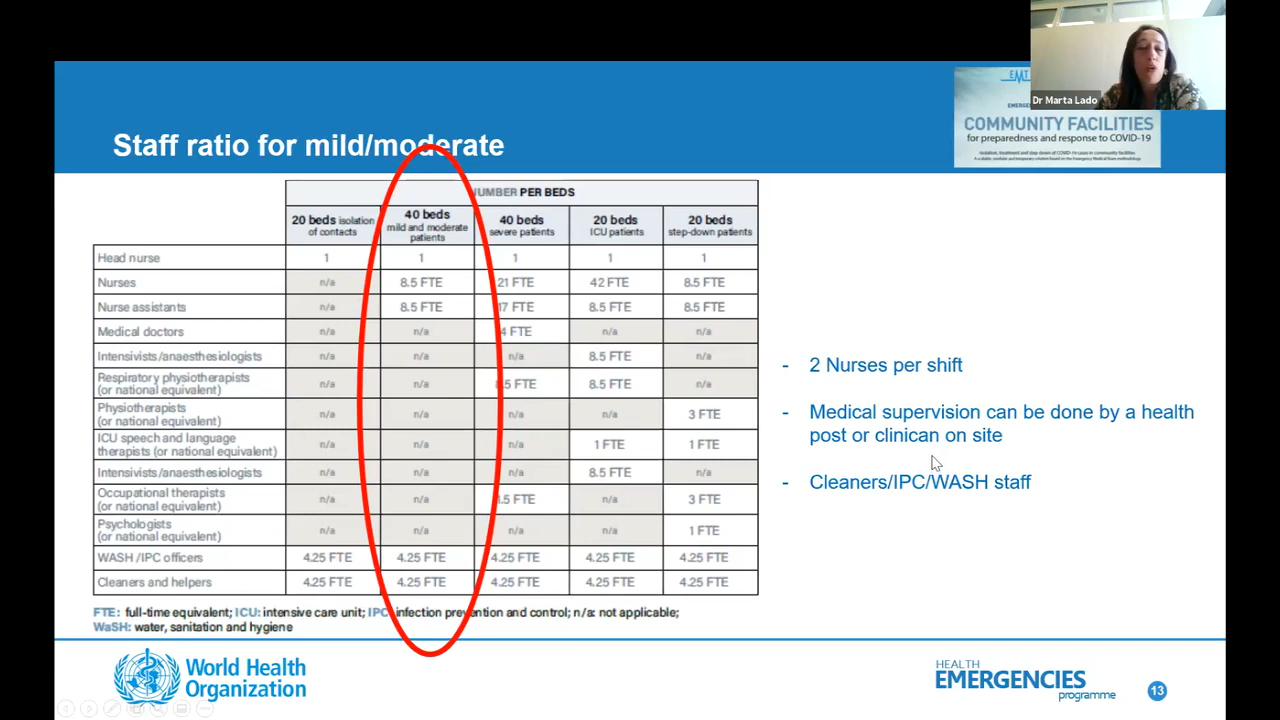 Dr Marta Lado
EMT
COMMUNITY FACILITIES
for preparedness and response to COVID-19
Staff ratio for mild/moderate
NUMBER PER BEDS
20 beds isolation of contacts
40 beds mild and moderate patients
40 beds severe patients
20 beds ICU patients
20 beds step-down patients
Head nurse 1 1 1 1 1
Nurses n/a 8.5 FTE 21 FTE 42 FTE 8.5 FTE
Nurse assistants n/a 8.5 FTE 17 FTE 8.5 FTE 8.5 FTE
Medical doctors n/a n/a 4 FTE n/a n/a
Intensivists/anaesthesiologists n/a n/a n/a 8.5 FTE n/a
Respiratory physiotherapists (or national equivalent) n/a n/a .5 FTE 8.5 FTE n/a
Physiotherapists (or national equivalent) n/a n/a n/a n/a 3 FTE
ICU speech and language therapists (or national equivalent) n/a n/a n/a 1 FTE 1 FTE
Intensivists/anaesthesiologists n/a n/a n/a 8.5 FTE n/a
Occupational therapists (or national equivalent) n/a n/a .5 FTE n/a 3 FTE
Psychologists (or national equivalent) n/a n/a n/a n/a 1 FTE
WASH /IPC officers 4.25 FTE 4.25 FTE 4.25 FTE 4.25 FTE 4.25 FTE
Cleaners and helpers 4.25 FTE 4.25 FTE 4.25 FTE 4.25 FTE 4.25 FTE
FTE: full-time equivalent; ICU: intensive care unit; IPC: infection prevention and control; n/a: not applicable;
WaSH: water, sanitation and hygiene
- 2 Nurses per shift
- Medical supervision can be done by a health
post or clinican on site
- Cleaners/IPC/WASH staff
World Health
Organization
HEALTH
EMERGENCIES
programme
13